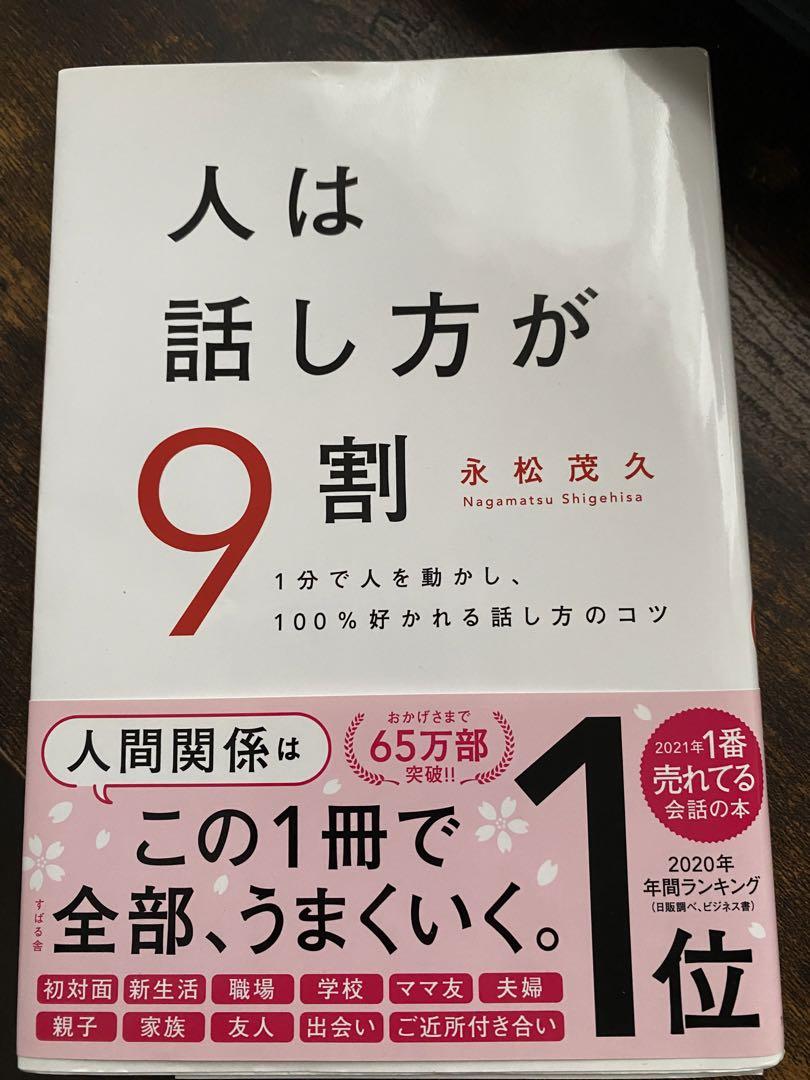 人は
話し方が
9割
永松茂久
Nagamatsu Shigehisa
1分で人を動かし、
100%好かれる話し方のコツ
人間関係は
おかげさまで
65万部
突破!!
この1冊で
全部、うまくいく。
すばる舎
2021年1番
売れてる
会話の本
2020年
年間ランキング
(日販調べ、ビジネス書)
1位
初対面 新生活 職場 学校 ママ友 夫婦
親子 家族 友人 出会い ご近所付き合い